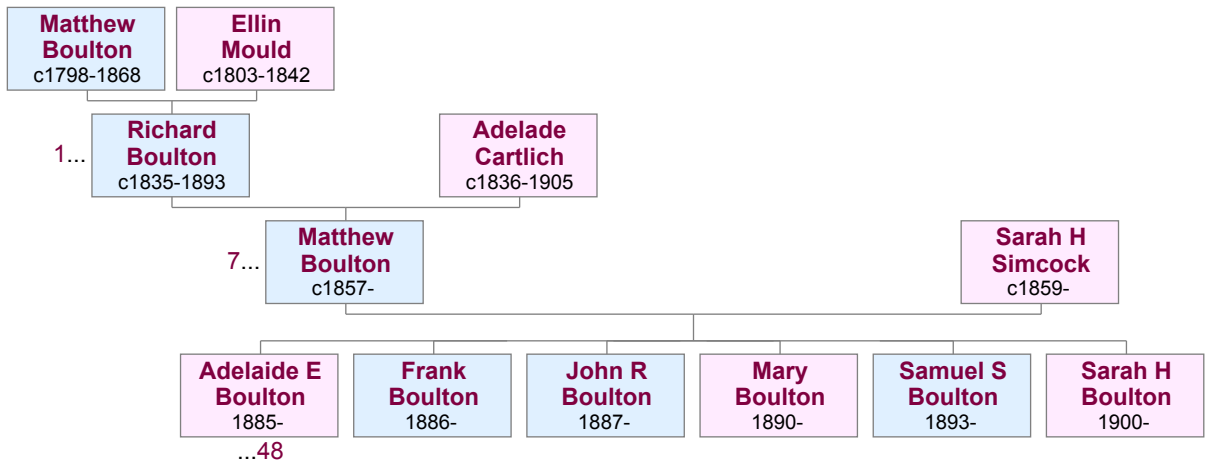 Matthew
Boulton
c1798-1868
Ellin
Mould
c1803-1842
1...
Richard
Boulton
c1835-1893
Adelade
Cartlich
c1836-1905
7...
Matthew
Boulton
c1857-
Sarah H
Simcock
c1859-
Adelaide E
Boulton
1885-
...48
Frank
Boulton
1886-
John R
Boulton
1887-
Mary
Boulton
1890-
Samuel S
Boulton
1893-
Sarah H
Boulton
1900-